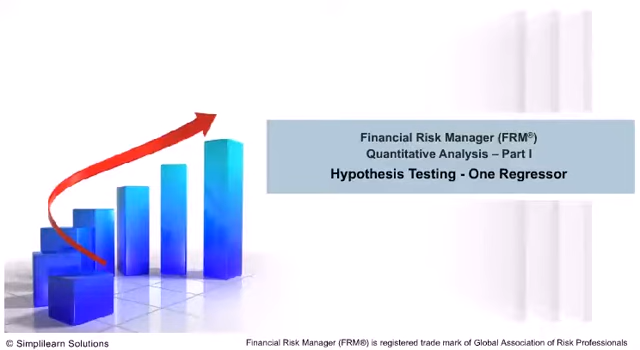 Financial Risk Manager (FRM®)
Quantitative Analysis – Part I
Hypothesis Testing - One Regressor
© Simplilearn Solutions
Financial Risk Manager (FRM®) is registered trade mark of Global Association of Risk Professionals